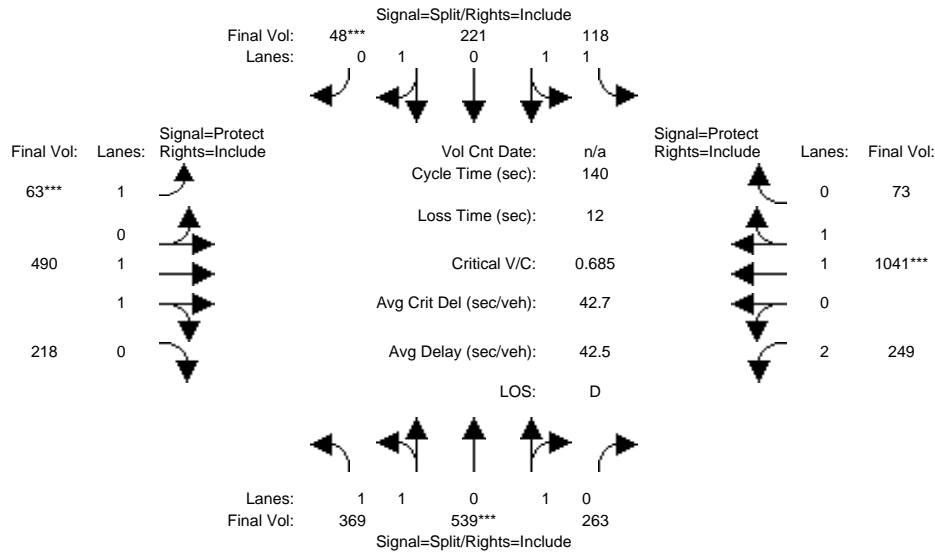 Signal=Split/Rights=Include
Final Vol: 48*** 221 118
Lanes: 0 1 0 1 1
Signal=Protect Signal=Protect
Final Vol: Lanes: Rights=Include Vol Cnt Date: n/a Rights=Include Lanes: Final Vol:
Cycle Time (sec): 140
63*** 1 0 73
Loss Time (sec): 12
0 1
490 1 Critical V/C: 0.685 1 1041***
1 Avg Crit Del (sec/veh): 42.7 0
218 0 Avg Delay (sec/veh): 42.5 2 249
LOS: D
Lanes: 1 1 0 1 0
Final Vol: 369 539*** 263
Signal=Split/Rights=Include